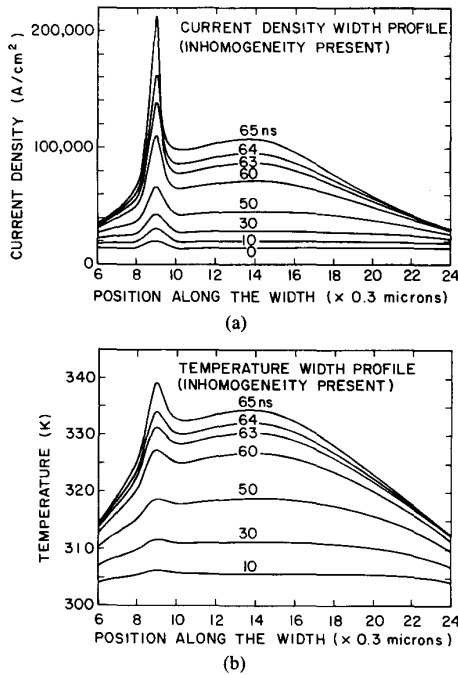 CURRENT DENSITY WIDTH PROFILE
(INHOMOGENEITY PRESENT)
CURRENT DENSITY (A/cm²)
200,000
100,000
0
65 ns
64
63
60
50
30
10
0
6 8 10 12 14 16 18 20 22 24
POSITION ALONG THE WIDTH (× 0.3 microns)
(a)
TEMPERATURE WIDTH PROFILE
(INHOMOGENEITY PRESENT)
TEMPERATURE (K)
340
330
320
310
300
65 ns
64
63
60
50
30
10
6 8 10 12 14 16 18 20 22 24
POSITION ALONG THE WIDTH (× 0.3 microns)
(b)